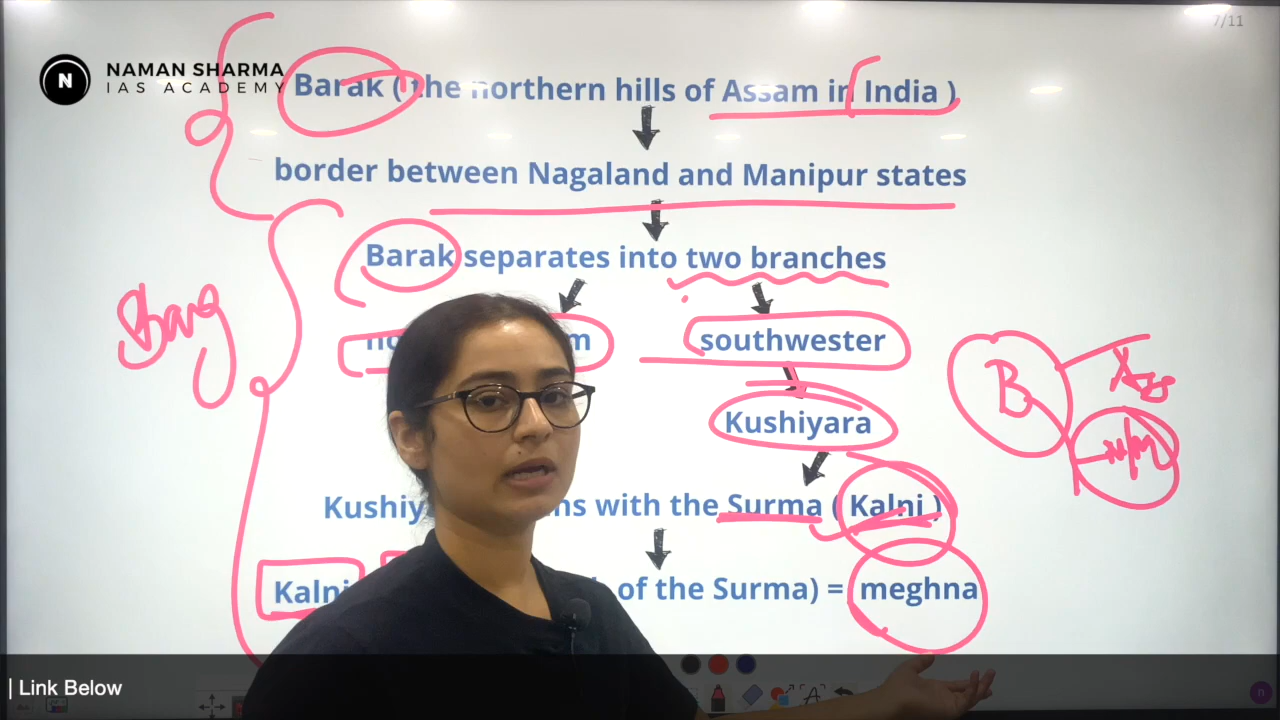 7/11
NAMAN SHARMA
IAS ACADEMY
N
Barak ( the northern hills of Assam in India )
border between Nagaland and Manipur states
Barak separates into two branches
southwester
Kushiyara
with the Surma ( Kalni )
Kalni of the Surma) = meghna
B
N/M
| Link Below